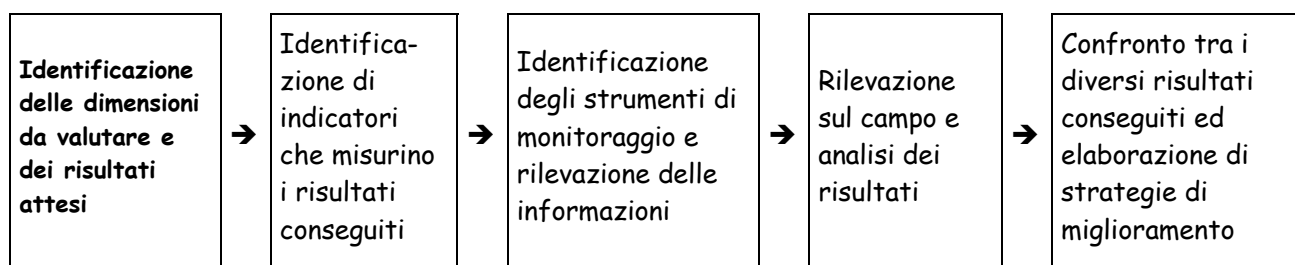 Identificazione
delle dimensioni
da valutare e
dei risultati
attesi
➔
Identifica-
zione di
indicatori
che misurino
i risultati
conseguiti
➔
Identificazione
degli strumenti di
monitoraggio e
rilevazione delle
informazioni
➔
Rilevazione
sul campo e
analisi dei
risultati
➔
Confronto tra i
diversi risultati
conseguiti ed
elaborazione di
strategie di
miglioramento